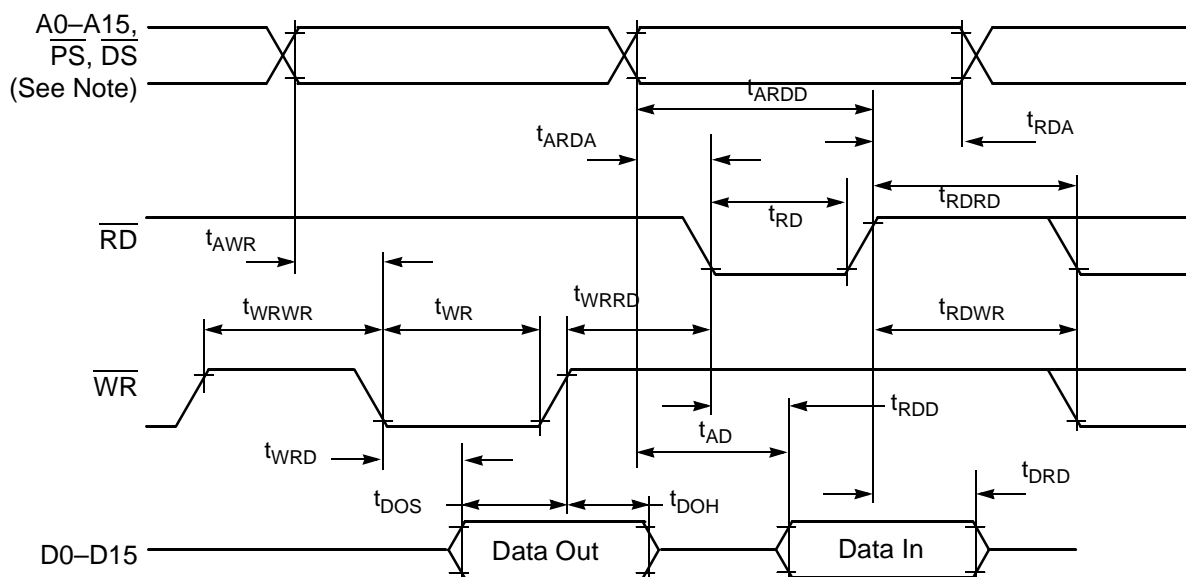 A0–A15,
PS, DS
(See Note)
tARDD
tARDA
tRDA
tRDRD
tRD
RD
tAWR
tWRWR
tWR
tWRRD
tRDWR
WR
tRDD
tAD
tWRD
tDRD
tDOS
tDOH
D0–D15
Data Out
Data In